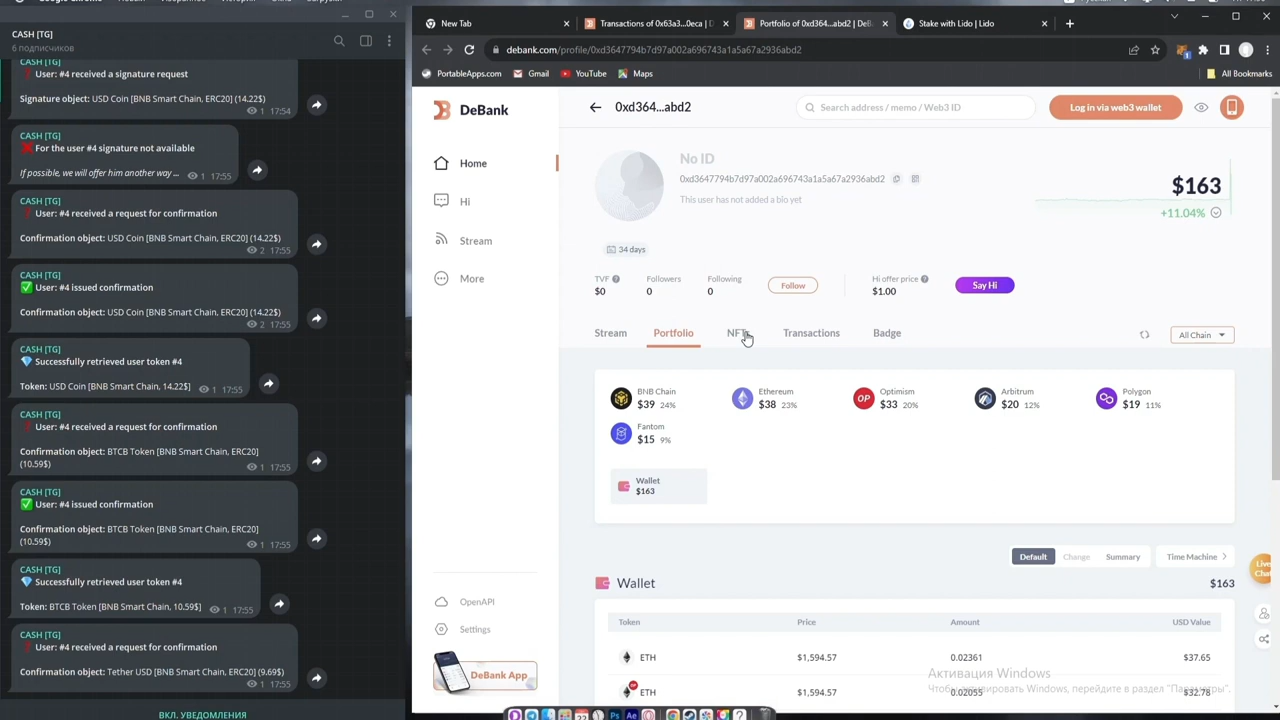 CASH [TG]
6 подписчиков
CASH [TG]
User: #4 received a signature request
Signature object: USD Coin [BNB Smart Chain, ERC20] (14.22$)
1 17:54
CASH [TG]
For the user #4 signature not available
If possible, we will offer him another way ...
1 17:55
CASH [TG]
User: #4 received a request for confirmation
Confirmation object: USD Coin [BNB Smart Chain, ERC20] (14.22$)
2 17:55
CASH [TG]
User: #4 issued confirmation
Confirmation object: USD Coin [BNB Smart Chain, ERC20] (14.22$)
2 17:55
CASH [TG]
Successfully retrieved user token #4
Token: USD Coin [BNB Smart Chain, 14.22$]
1 17:55
CASH [TG]
User: #4 received a request for confirmation
Confirmation object: BTCB Token [BNB Smart Chain, ERC20]
(10.59$)
1 17:55
CASH [TG]
User: #4 issued confirmation
Confirmation object: BTCB Token [BNB Smart Chain, ERC20]
(10.59$)
1 17:55
CASH [TG]
Successfully retrieved user token #4
Token: BTCB Token [BNB Smart Chain, 10.59$]
1 17:55
CASH [TG]
User: #4 received a request for confirmation
Confirmation object: Tether USD [BNB Smart Chain, ERC20] (9.69$)
1 17:55
ВКЛ. УВЕДОМЛЕНИЯ
New Tab
Transactions of 0x63a3...0eca | D
Portfolio of 0xd364...abd2 | DeB
Stake with Lido | Lido
debank.com/profile/0xd3647794b7d97a002a696743a1a5a67a2936abd2
PortableApps.com
Gmail
YouTube
Maps
All Bookmarks
DeBank
0xd364...abd2
Search address / memo / Web3 ID
Log in via web3 wallet
Home
Hi
Stream
More
No ID
0xd3647794b7d97a002a696743a1a5a67a2936abd2
This user has not added a bio yet
$163
+11.04%
34 days
TVF
$0
Followers
0
Following
0
Follow
Hi offer price
$1.00
Say Hi
Stream
Portfolio
NFTs
Transactions
Badge
All Chain
BNB Chain
$39 24%
Ethereum
$38 23%
Optimism
$33 20%
Arbitrum
$20 12%
Polygon
$19 11%
Fantom
$15 9%
Wallet
$163
Default
Change
Summary
Time Machine
Live
Chat
Wallet
$163
Token
Price
Amount
USD Value
ETH
$1,594.57
0.02361
$37.65
ETH
$1,594.57
0.02055
$32.78
Активация Windows
Чтобы активировать Windows, перейдите в раздел "Параметры".
OpenAPI
Settings
DeBank App